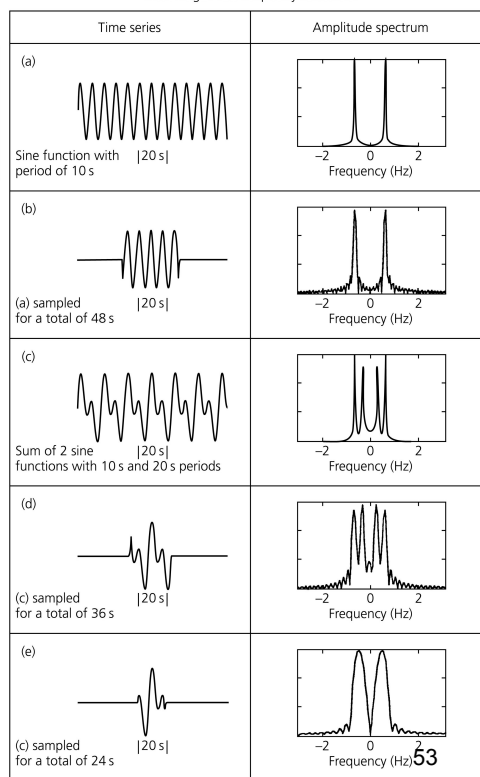 Time series
Amplitude spectrum
(a)
Sine function with |20 s|
period of 10 s
−2 0 2
Frequency (Hz)
(b)
(a) sampled |20 s|
for a total of 48 s
−2 0 2
Frequency (Hz)
(c)
Sum of 2 sine |20 s|
functions with 10 s and 20 s periods
−2 0 2
Frequency (Hz)
(d)
(c) sampled |20 s|
for a total of 36 s
−2 0 2
Frequency (Hz)
(e)
(c) sampled |20 s|
for a total of 24 s
−2 0 2
Frequency (Hz)
53